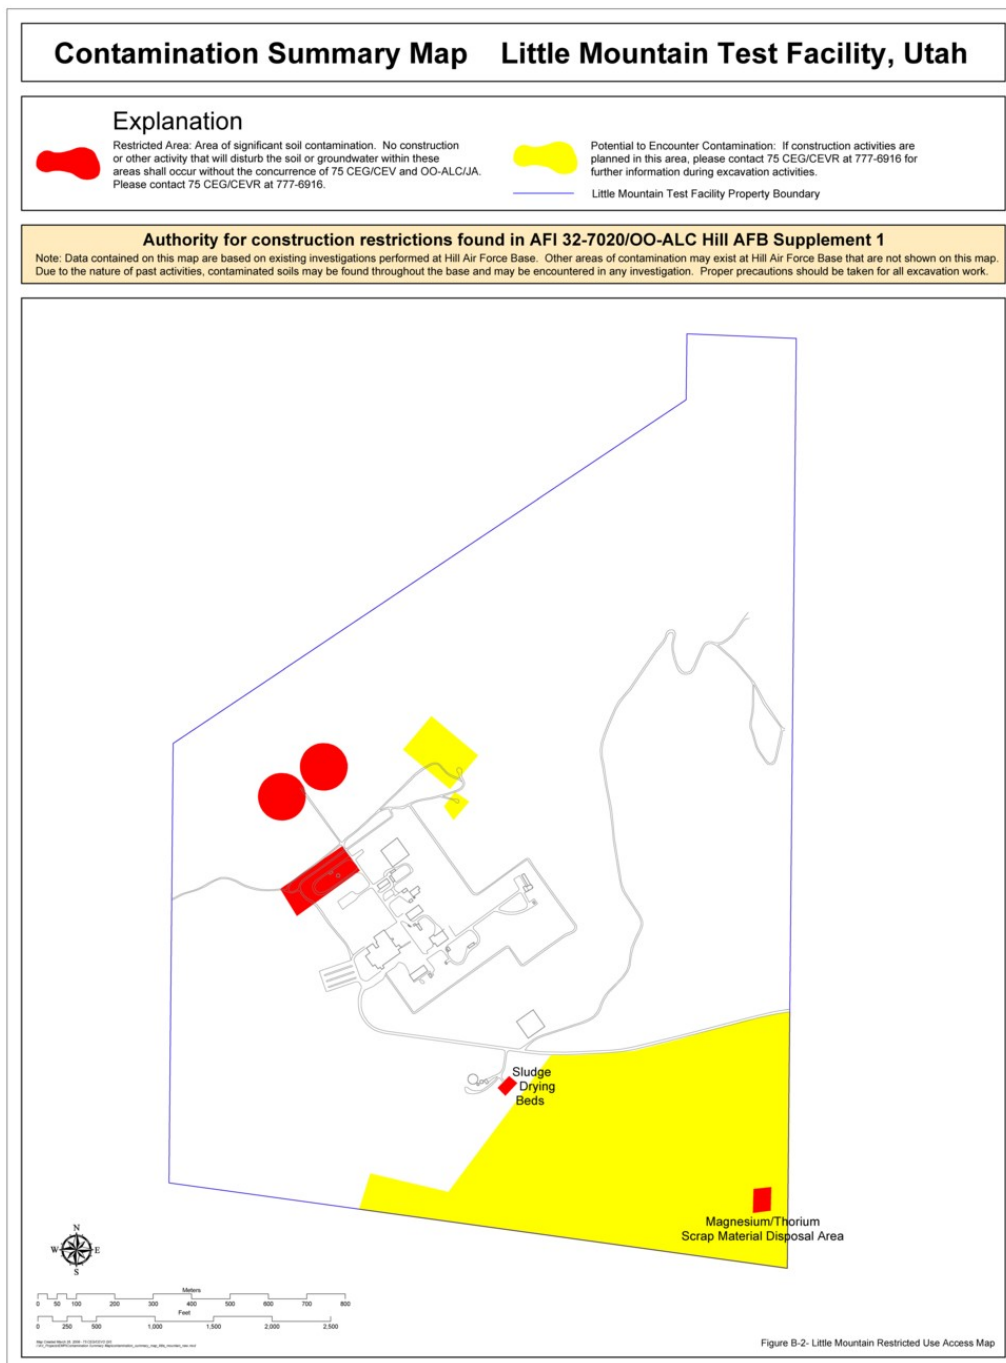 Contamination Summary Map Little Mountain Test Facility, Utah
Explanation
Restricted Area: Area of significant soil contamination. No construction
or other activity that will disturb the soil or groundwater within these
areas shall occur without the concurrence of 75 CEG/CEV and OO-ALC/JA.
Please contact 75 CEG/CEVR at 777-6916.
Potential to Encounter Contamination: If construction activities are
planned in this area, please contact 75 CEG/CEVR at 777-6916 for
further information during excavation activities.
Little Mountain Test Facility Property Boundary
Authority for construction restrictions found in AFI 32-7020/OO-ALC Hill AFB Supplement 1
Note: Data contained on this map are based on existing investigations performed at Hill Air Force Base. Other areas of contamination may exist at Hill Air Force Base that are not shown on this map.
Due to the nature of past activities, contaminated soils may be found throughout the base and may be encountered in any investigation. Proper precautions should be taken for all excavation work.
Sludge
Drying
Beds
Magnesium/Thorium
Scrap Material Disposal Area
N
W E
S
Meters
0 50 100 200 300 400 500 600 700 800
Feet
0 250 500 1,000 1,500 2,000 2,500
Figure B-2- Little Mountain Restricted Use Access Map